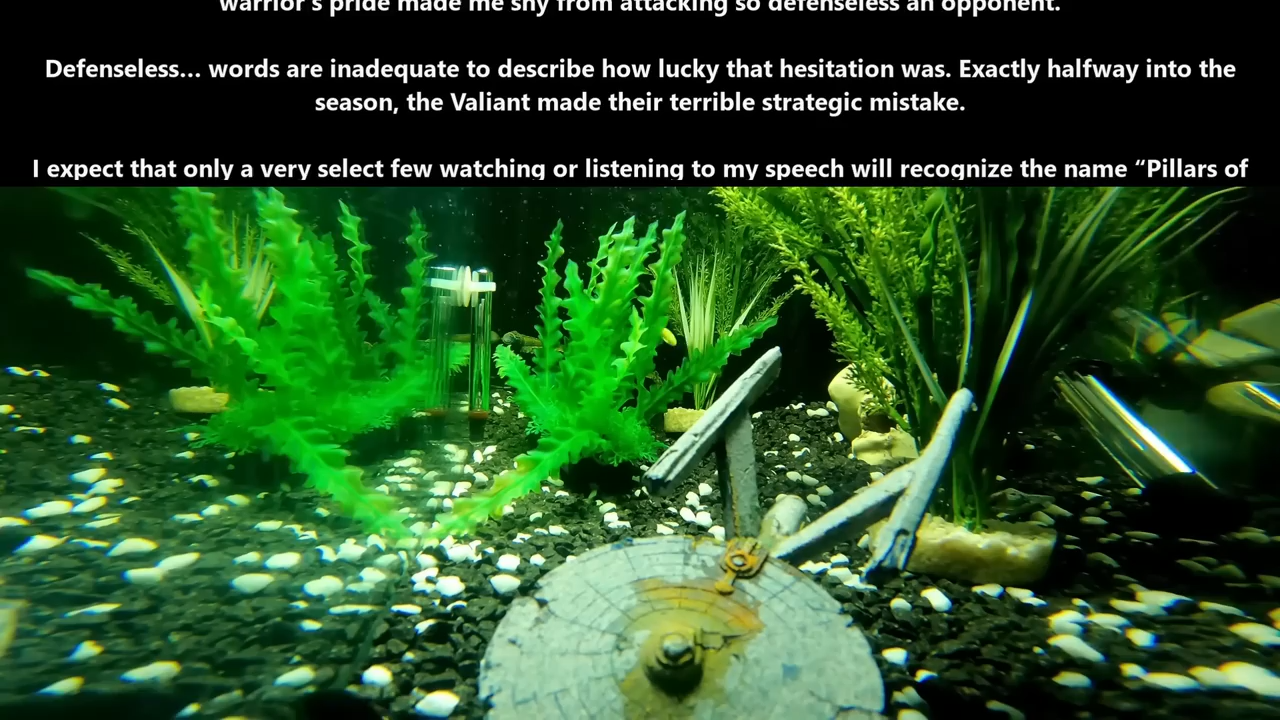 warrior's pride made me shy from attacking so defenseless an opponent.
Defenseless... words are inadequate to describe how lucky that hesitation was. Exactly halfway into the
season, the Valiant made their terrible strategic mistake.
I expect that only a very select few watching or listening to my speech will recognize the name “Pillars of